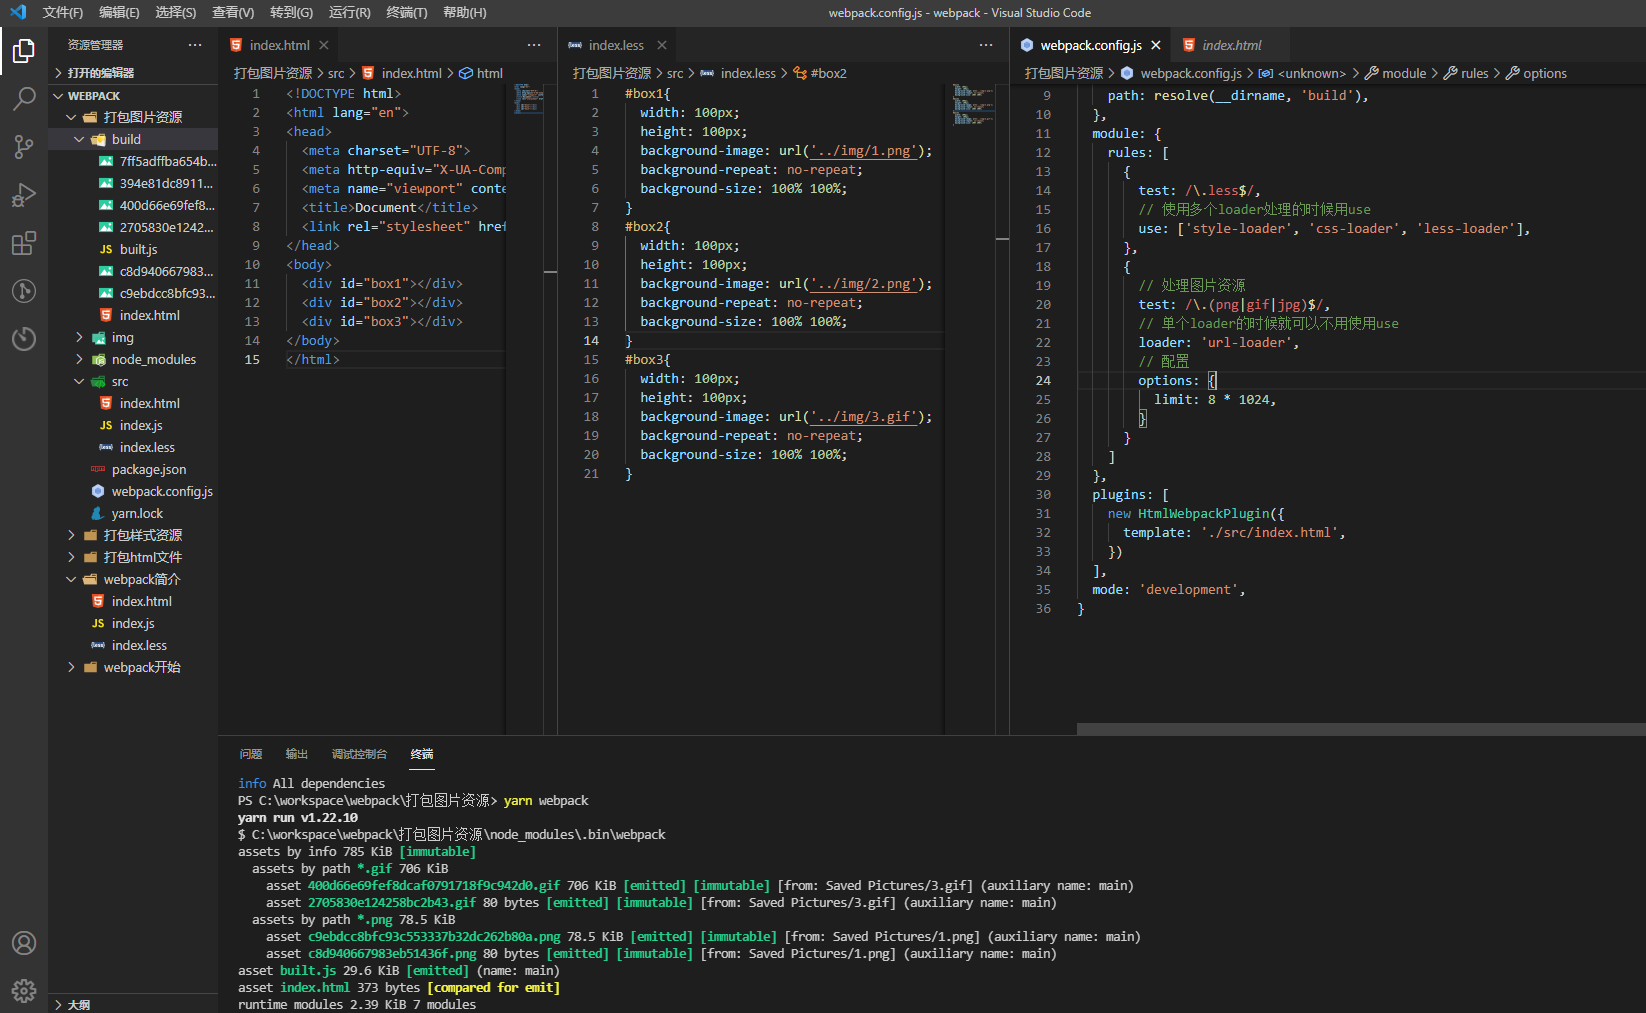 文件(F) 编辑(E) 选择(S) 查看(V) 转到(G) 运行(R) 终端(T) 帮助(H)
webpack.config.js - webpack - Visual Studio Code
资源管理器
打开的编辑器
WEBPACK
打包图片资源
build
7ff5adffba654b...
394e81dc8911...
400d66e69fef8...
2705830e1242...
JS built.js
c8d940667983...
c9ebdcc8bfc93...
index.html
img
node_modules
src
index.html
JS index.js
index.less
package.json
webpack.config.js
yarn.lock
打包样式资源
打包html文件
webpack简介
index.html
JS index.js
index.less
webpack开始
大纲
index.html
打包图片资源 > src > index.html > html
1 <!DOCTYPE html>
2 <html lang="en">
3 <head>
4 <meta charset="UTF-8">
5 <meta http-equiv="X-UA-Comp
6 <meta name="viewport" conte
7 <title>Document</title>
8 <link rel="stylesheet" href
9 </head>
10 <body>
11 <div id="box1"></div>
12 <div id="box2"></div>
13 <div id="box3"></div>
14 </body>
15 </html>
index.less
打包图片资源 > src > index.less > #box2
1 #box1{
2 width: 100px;
3 height: 100px;
4 background-image: url('../img/1.png');
5 background-repeat: no-repeat;
6 background-size: 100% 100%;
7 }
8 #box2{
9 width: 100px;
10 height: 100px;
11 background-image: url('../img/2.png');
12 background-repeat: no-repeat;
13 background-size: 100% 100%;
14 }
15 #box3{
16 width: 100px;
17 height: 100px;
18 background-image: url('../img/3.gif');
19 background-repeat: no-repeat;
20 background-size: 100% 100%;
21 }
webpack.config.js index.html
打包图片资源 > webpack.config.js > <unknown> > module > rules > options
9 path: resolve(__dirname, 'build'),
10 },
11 module: {
12 rules: [
13 {
14 test: /\.less$/,
15 // 使用多个loader处理的时候用use
16 use: ['style-loader', 'css-loader', 'less-loader'],
17 },
18 {
19 // 处理图片资源
20 test: /\.(png|gif|jpg)$/,
21 // 单个loader的时候就可以不用使用use
22 loader: 'url-loader',
23 // 配置
24 options: {
25 limit: 8 * 1024,
26 }
27 }
28 ]
29 },
30 plugins: [
31 new HtmlWebpackPlugin({
32 template: './src/index.html',
33 })
34 ],
35 mode: 'development',
36 }
问题 输出 调试控制台 终端
info All dependencies
PS C:\workspace\webpack\打包图片资源> yarn webpack
yarn run v1.22.10
$ C:\workspace\webpack\打包图片资源\node_modules\.bin\webpack
assets by info 785 KiB [immutable]
assets by path *.gif 706 KiB
asset 400d66e69fef8dcaf0791718f9c942d0.gif 706 KiB [emitted] [immutable] [from: Saved Pictures/3.gif] (auxiliary name: main)
asset 2705830e124258bc2b43.gif 80 bytes [emitted] [immutable] [from: Saved Pictures/3.gif] (auxiliary name: main)
assets by path *.png 78.5 KiB
asset c9ebdcc8bfc93c553337b32dc262b80a.png 78.5 KiB [emitted] [immutable] [from: Saved Pictures/1.png] (auxiliary name: main)
asset c8d940667983eb51436f.png 80 bytes [emitted] [immutable] [from: Saved Pictures/1.png] (auxiliary name: main)
asset built.js 29.6 KiB [emitted] (name: main)
asset index.html 373 bytes [compared for emit]
runtime modules 2.39 KiB 7 modules